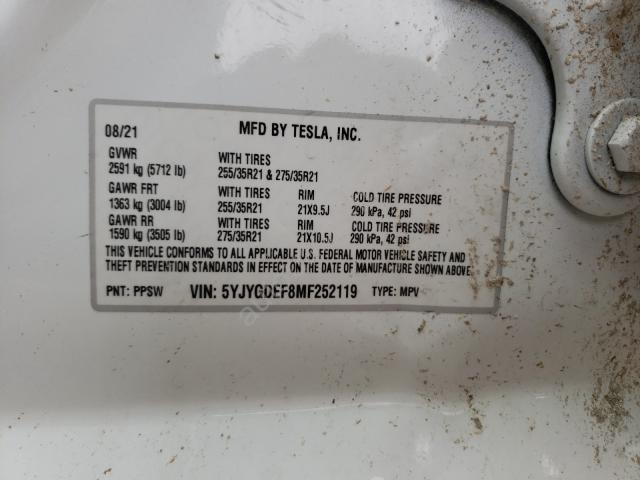 08/21 MFD BY TESLA, INC.
GVWR WITH TIRES
2591 kg (5712 lb) 255/35R21 & 275/35R21
GAWR FRT WITH TIRES RIM COLD TIRE PRESSURE
1363 kg (3004 lb) 255/35R21 21X9.5J 290 kPa, 42 psi
GAWR RR WITH TIRES RIM COLD TIRE PRESSURE
1590 kg (3505 lb) 275/35R21 21X10.5J 290 kPa, 42 psi
THIS VEHICLE CONFORMS TO ALL APPLICABLE U.S. FEDERAL MOTOR VEHICLE SAFETY AND
THEFT PREVENTION STANDARDS IN EFFECT ON THE DATE OF MANUFACTURE SHOWN ABOVE.
PNT: PPSW VIN: 5YJYGDEF8MF252119 TYPE: MPV